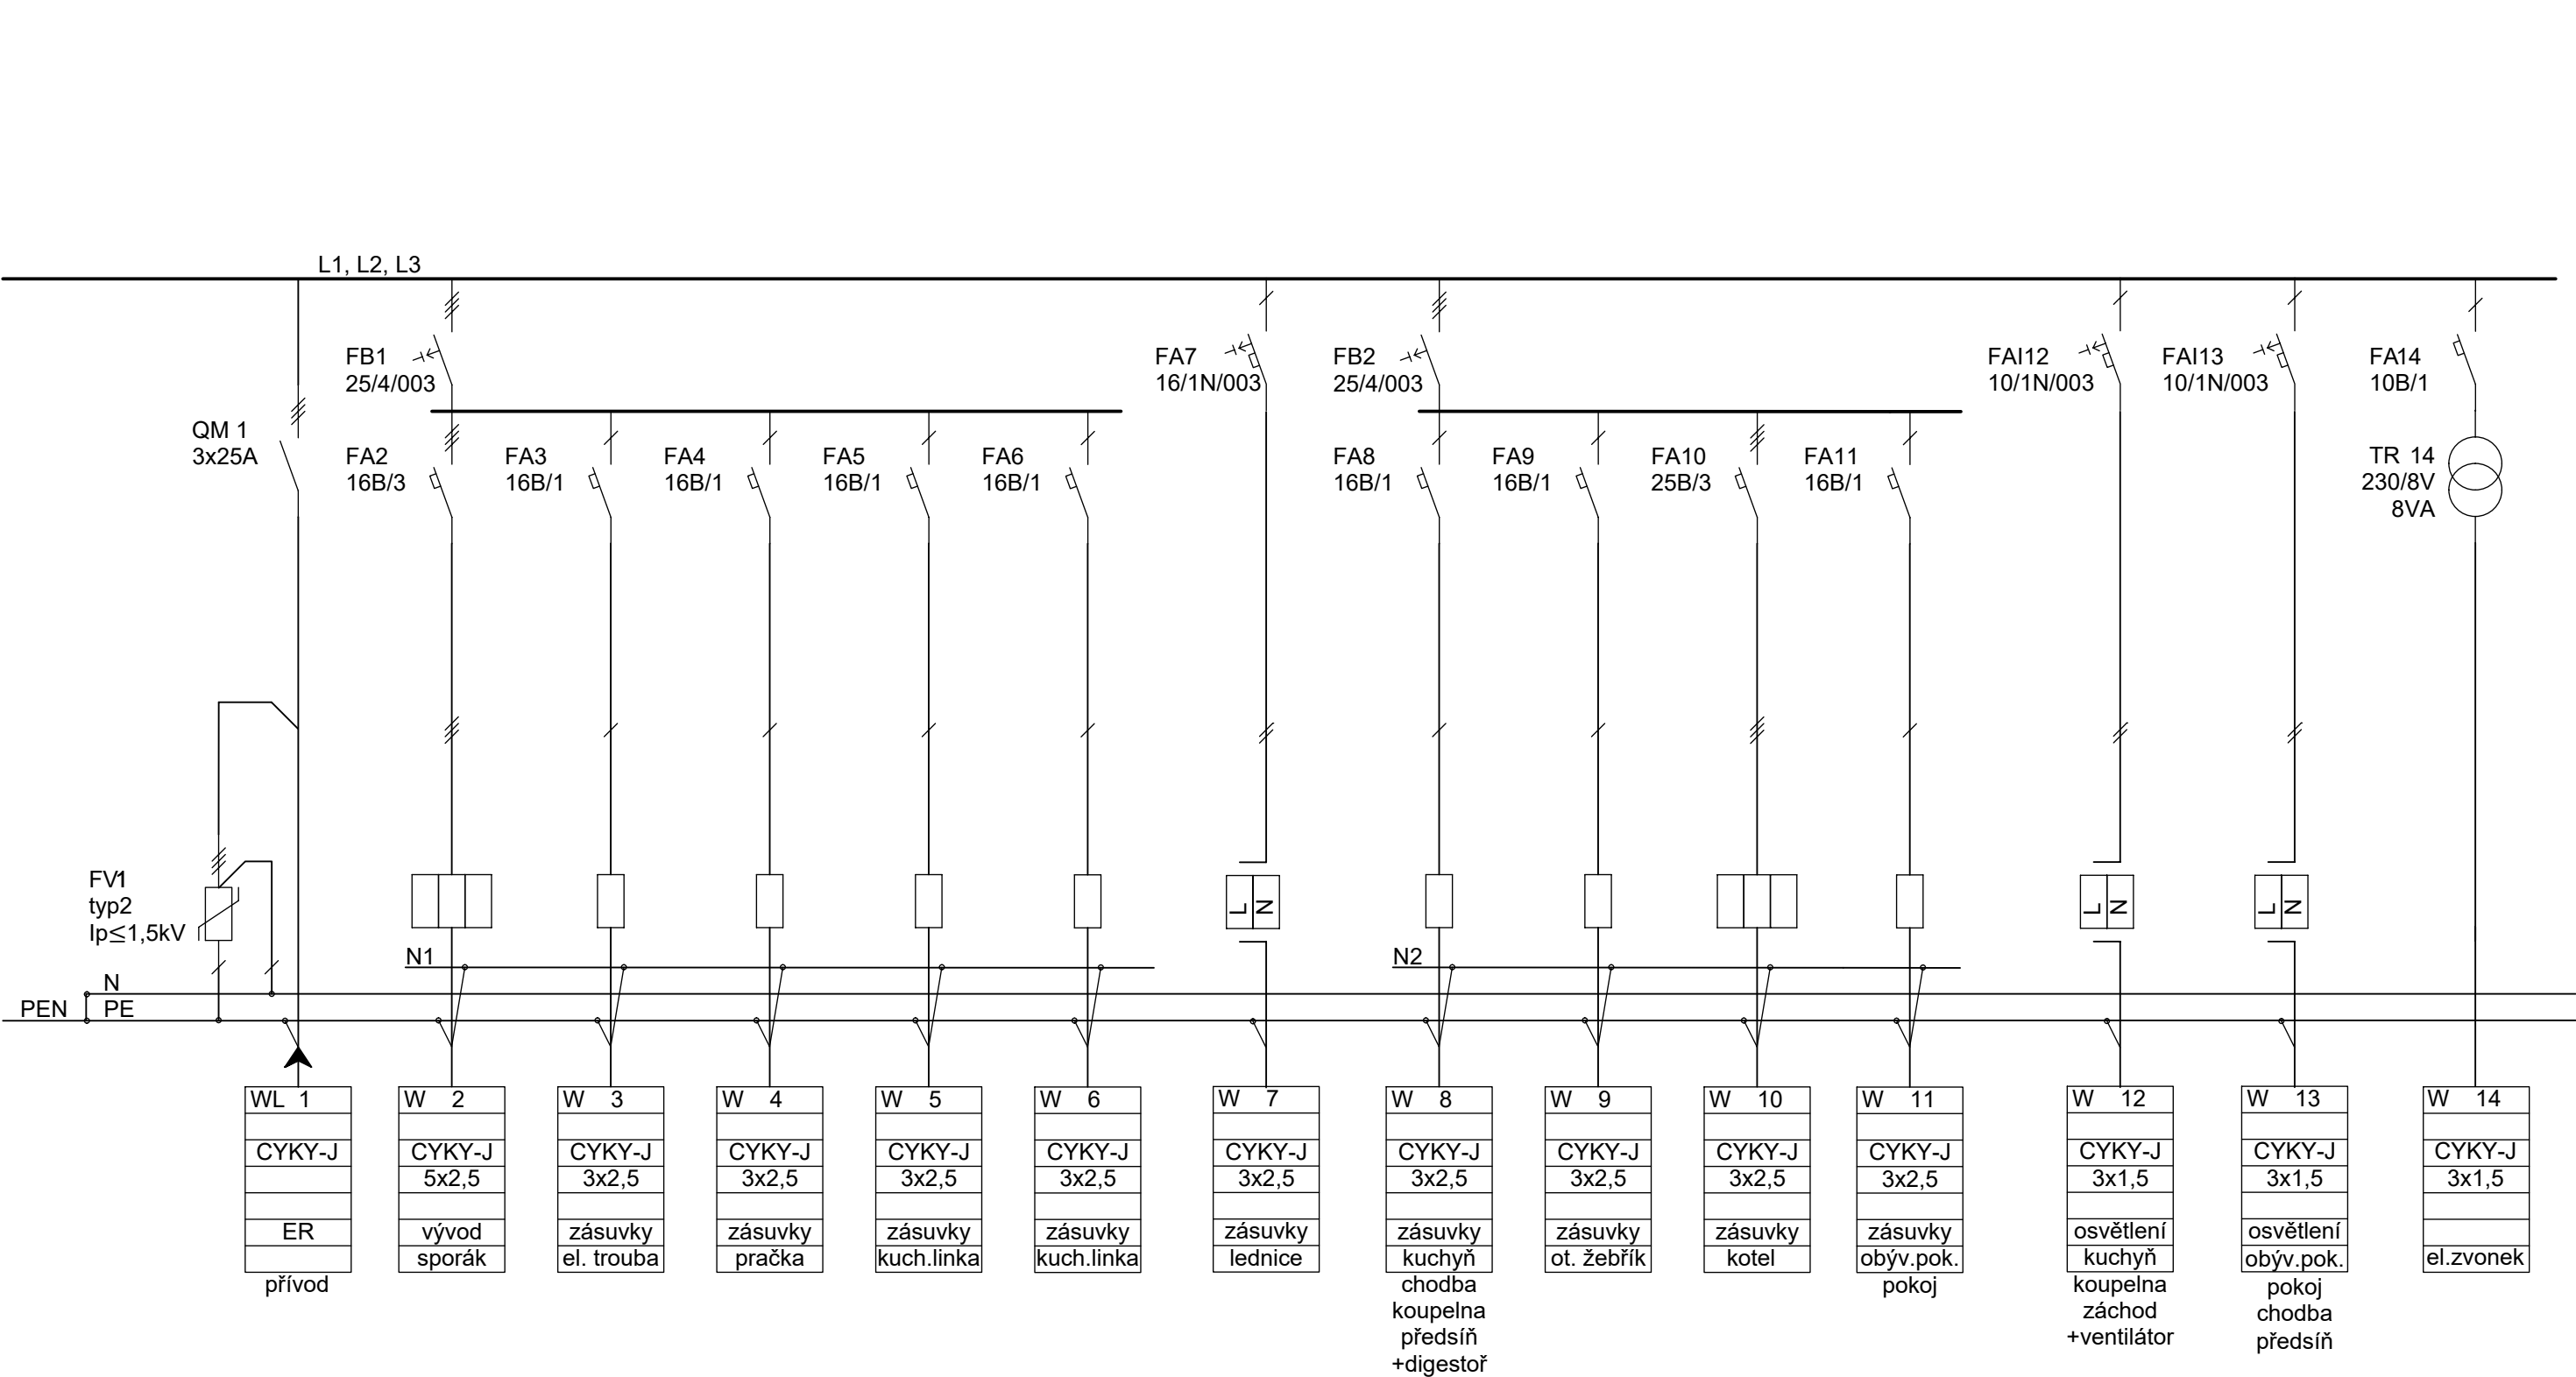 L1, L2, L3
QM 1
3x25A
FB1
25/4/003
FA2
16B/3
FA3
16B/1
FA4
16B/1
FA5
16B/1
FA6
16B/1
FA7
16/1N/003
FB2
25/4/003
FA8
16B/1
FA9
16B/1
FA10
25B/3
FA11
16B/1
FAI12
10/1N/003
FAI13
10/1N/003
FA14
10B/1
TR 14
230/8V
8VA
FV1
typ2
Ip≤1,5kV
L
N
L
N
L
N
N1
N2
N
PEN
PE
WL 1
CYKY-J
ER
přívod
W 2
CYKY-J
5x2,5
vývod
sporák
W 3
CYKY-J
3x2,5
zásuvky
el. trouba
W 4
CYKY-J
3x2,5
zásuvky
pračka
W 5
CYKY-J
3x2,5
zásuvky
kuch.linka
W 6
CYKY-J
3x2,5
zásuvky
kuch.linka
W 7
CYKY-J
3x2,5
zásuvky
lednice
W 8
CYKY-J
3x2,5
zásuvky
kuchyň
chodba
koupelna
předsíň
+digestoř
W 9
CYKY-J
3x2,5
zásuvky
ot. žebřík
W 10
CYKY-J
3x2,5
zásuvky
kotel
W 11
CYKY-J
3x2,5
zásuvky
obýv.pok.
pokoj
W 12
CYKY-J
3x1,5
osvětlení
kuchyň
koupelna
záchod
+ventilátor
W 13
CYKY-J
3x1,5
osvětlení
obýv.pok.
pokoj
chodba
předsíň
W 14
CYKY-J
3x1,5
el.zvonek